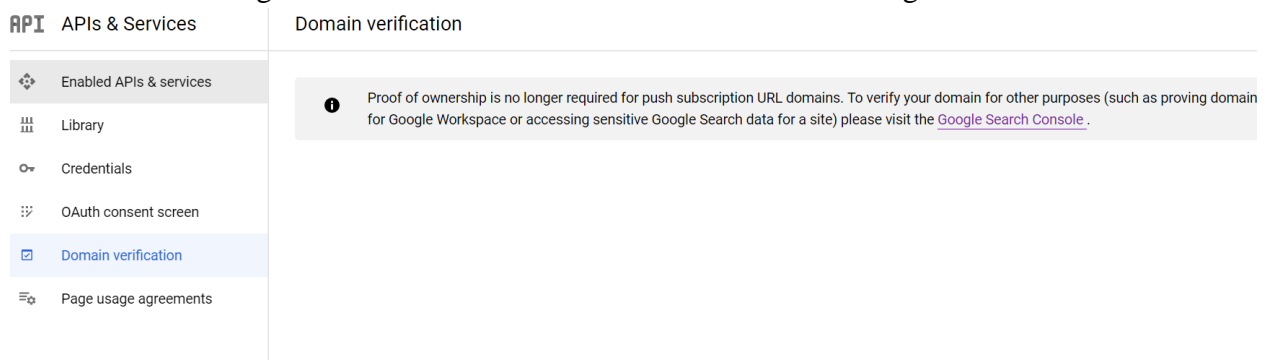 API APIs & Services
Domain verification
Enabled APIs & services
Library
Credentials
OAuth consent screen
Domain verification
Page usage agreements
Proof of ownership is no longer required for push subscription URL domains. To verify your domain for other purposes (such as proving domain
for Google Workspace or accessing sensitive Google Search data for a site) please visit the Google Search Console .